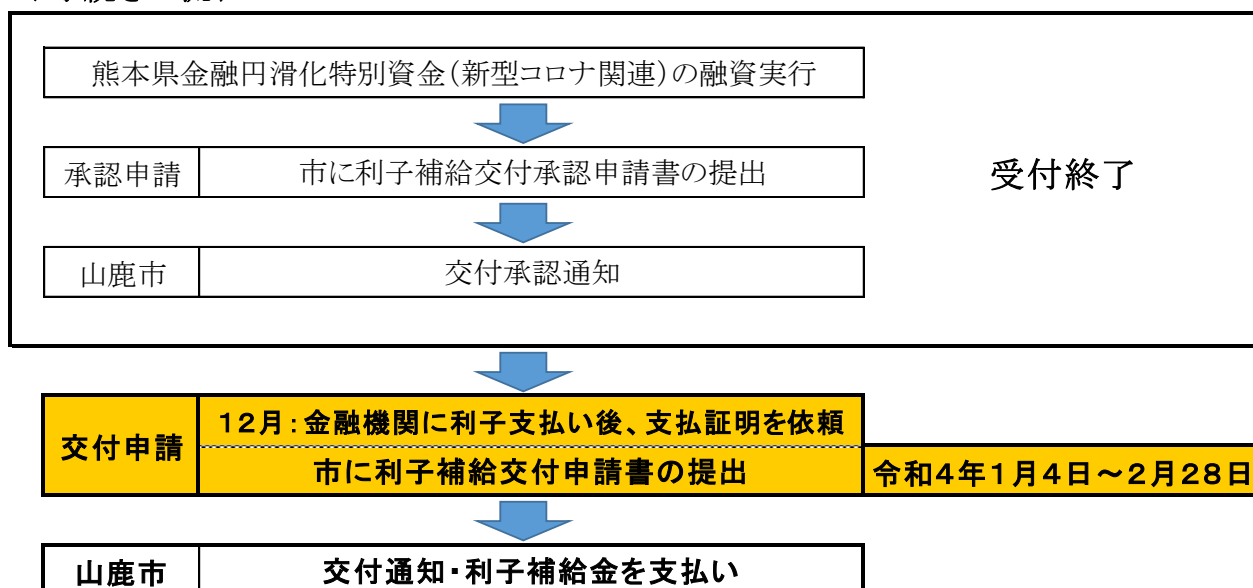 熊本県金融円滑化特別資金(新型コロナ関連)の融資実行
承認申請 市に利子補給交付承認申請書の提出
受付終了
山鹿市 交付承認通知
交付申請
12月:金融機関に利子支払い後、支払証明を依頼
市に利子補給交付申請書の提出 令和4年1月4日～2月28日
山鹿市 交付通知・利子補給金を支払い